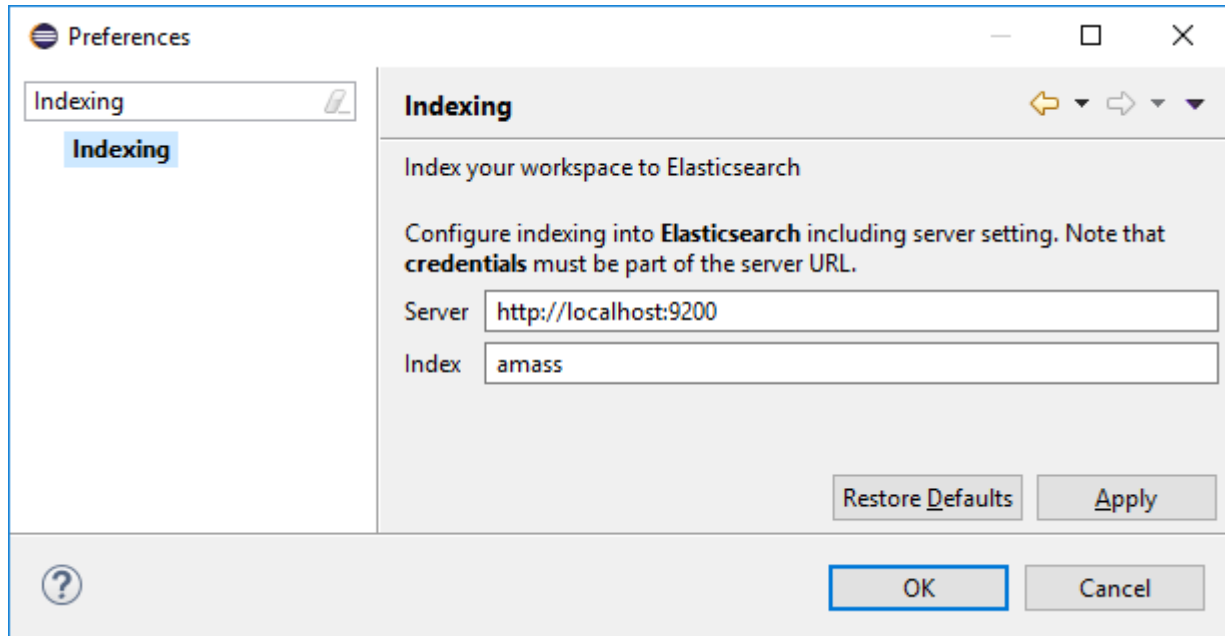 Preferences
Indexing
Indexing
Indexing
Index your workspace to Elasticsearch
Configure indexing into Elasticsearch including server setting. Note that
credentials must be part of the server URL.
Server http://localhost:9200
Index amass
Restore Defaults Apply
? OK Cancel